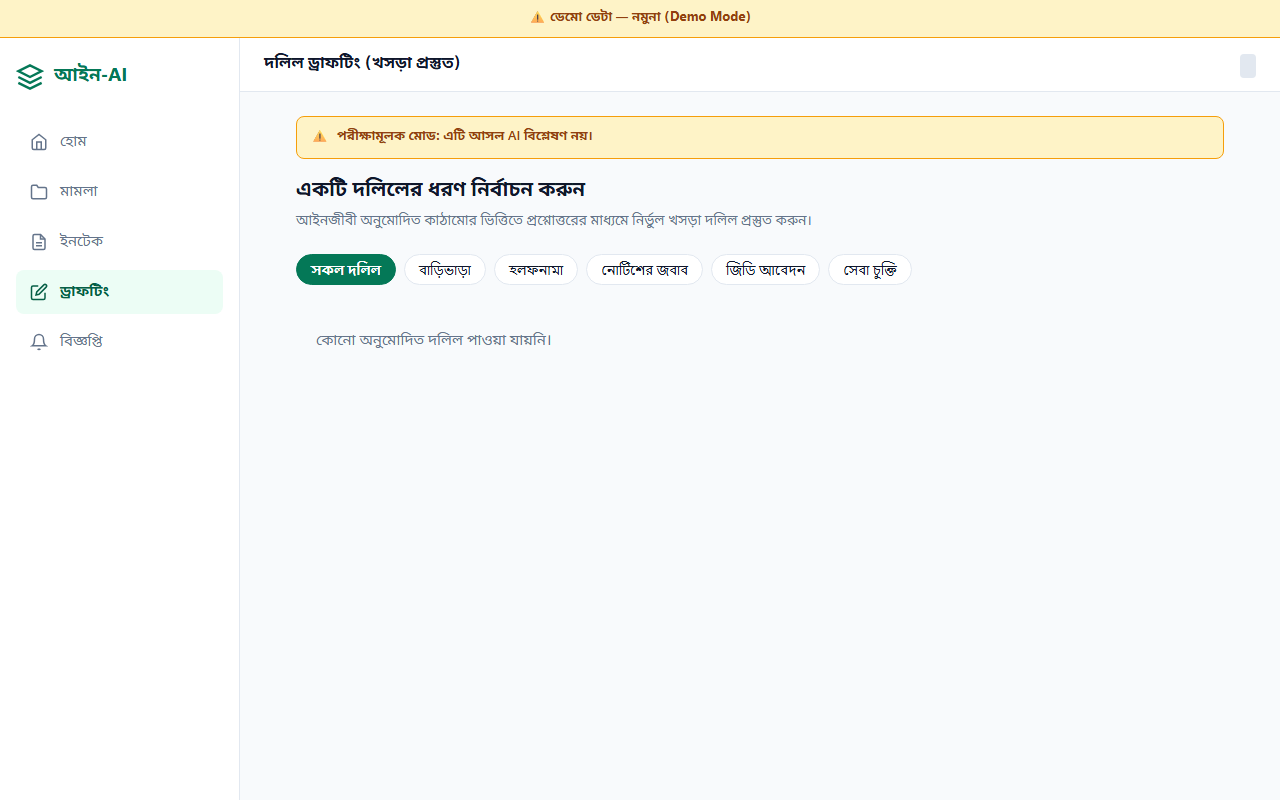 ⚠️ ডেমো ডেটা — নমুনা (Demo Mode)
আইন-AI
হোম
মামলা
ইনটেক
ড্রাফটিং
বিজ্ঞপ্তি
দলিল ড্রাফটিং (খসড়া প্রস্তুত)
⚠️ পরীক্ষামূলক মোড: এটি আসল AI বিশ্লেষণ নয়।
একটি দলিলের ধরণ নির্বাচন করুন
আইনজীবী অনুমোদিত কাঠামোর ভিত্তিতে প্রশ্নোত্তরের মাধ্যমে নির্ভুল খসড়া দলিল প্রস্তুত করুন।
সকল দলিল বাড়িভাড়া হলফনামা নোটিশের জবাব জিডি আবেদন সেবা চুক্তি
কোনো অনুমোদিত দলিল পাওয়া যায়নি।